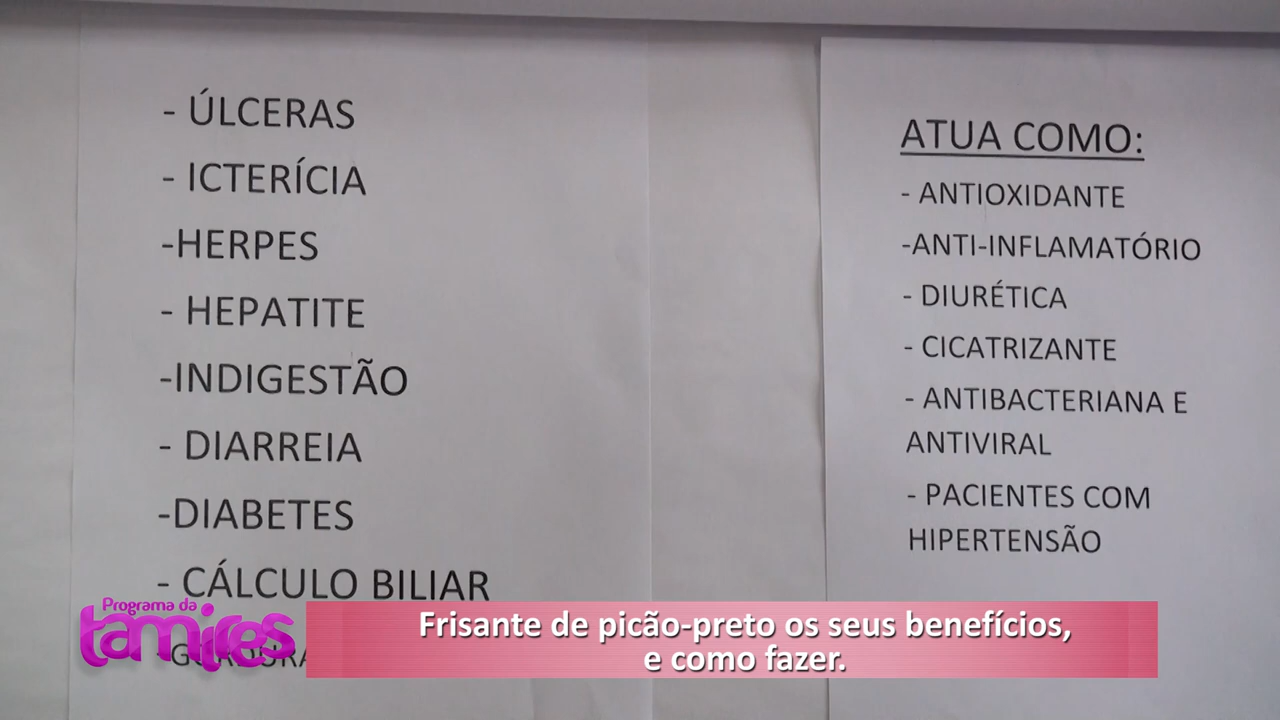 - ÚLCERAS
- ICTERÍCIA
-HERPES
- HEPATITE
-INDIGESTÃO
- DIARREIA
-DIABETES
- CÁLCULO BILIAR
ATUA COMO:
- ANTIOXIDANTE
-ANTI-INFLAMATÓRIO
- DIURÉTICA
- CICATRIZANTE
- ANTIBACTERIANA E
ANTIVIRAL
- PACIENTES COM
HIPERTENSÃO
Programa da
tamires
Frisante de picão-preto os seus benefícios,
e como fazer.